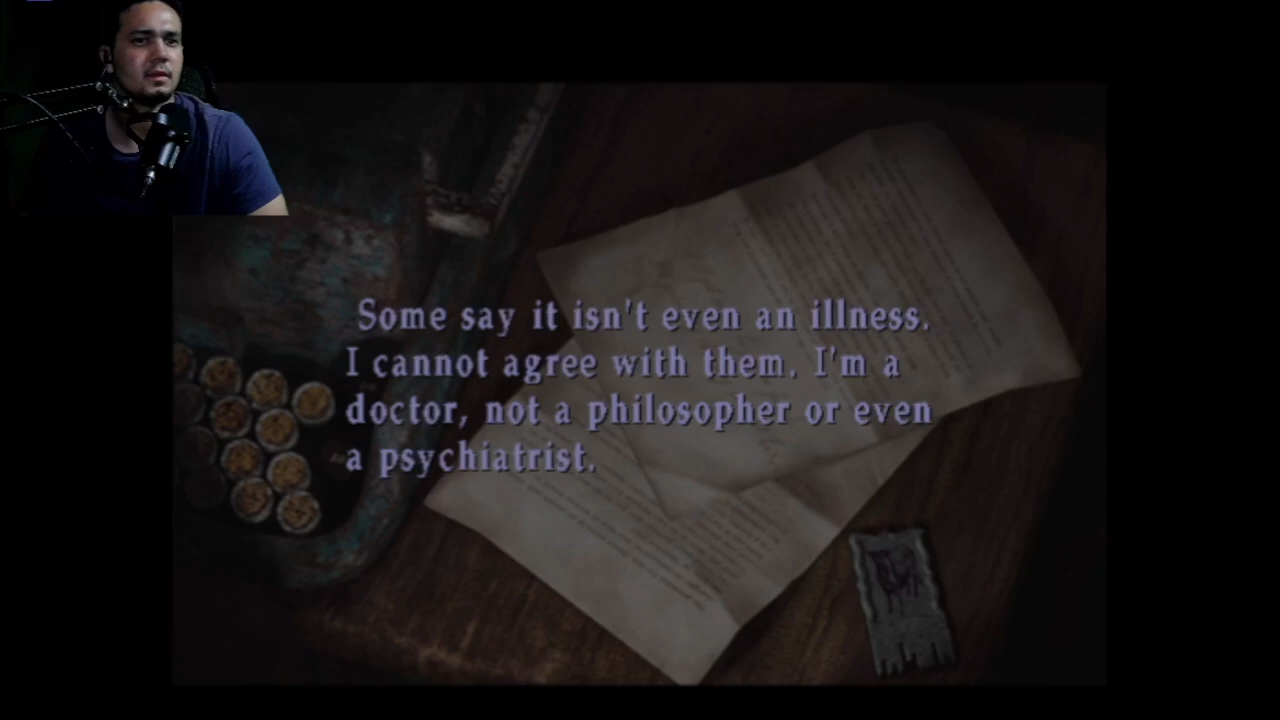 Some say it isn't even an illness.
I cannot agree with them. I'm a
doctor, not a philosopher or even
a psychiatrist.